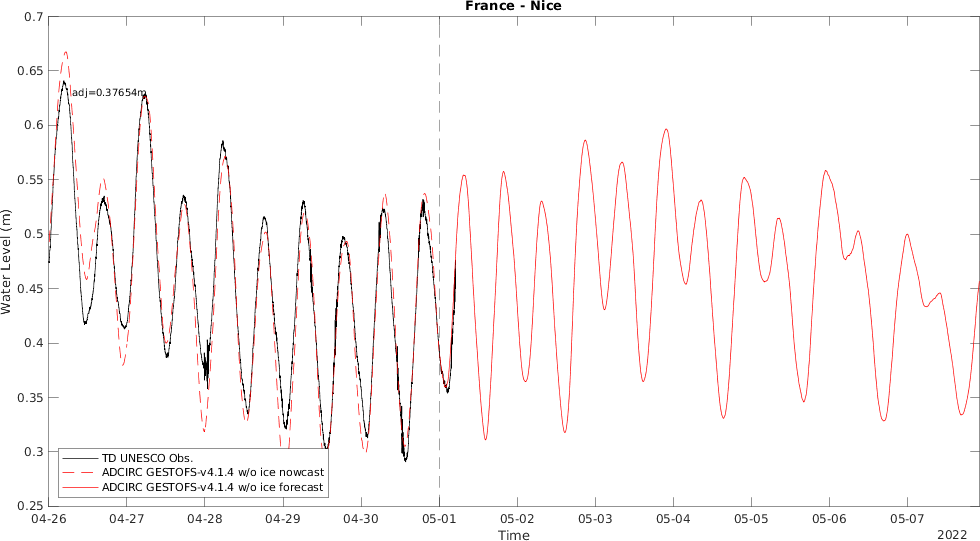 France - Nice
0.7
0.65
0.6
0.55
0.5
0.45
0.4
0.35
0.3
0.25
Water Level (m)
adj=0.37654m
TD UNESCO Obs.
ADCIRC GESTOFS-v4.1.4 w/o ice nowcast
ADCIRC GESTOFS-v4.1.4 w/o ice forecast
04-26 04-27 04-28 04-29 04-30 05-01 05-02 05-03 05-04 05-05 05-06 05-07
Time
2022